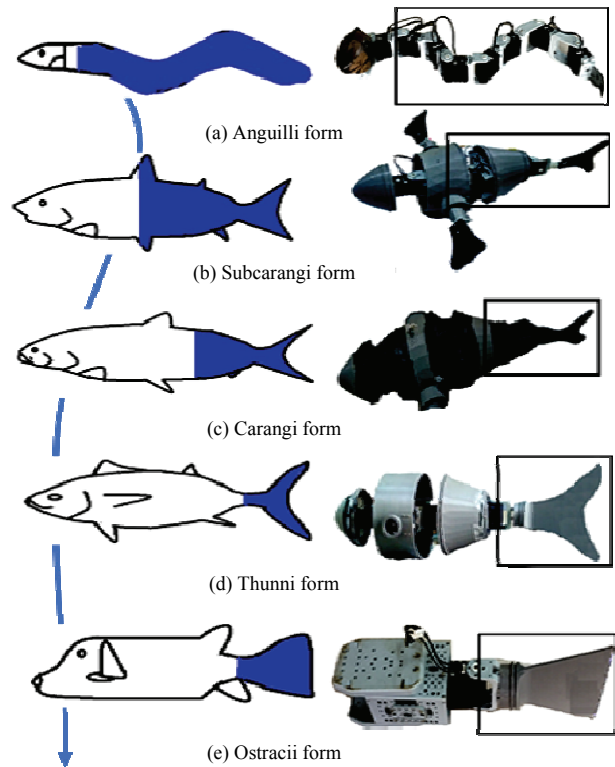 (a) Anguilli form
(b) Subcarangi form
(c) Carangi form
(d) Thunni form
(e) Ostracii form